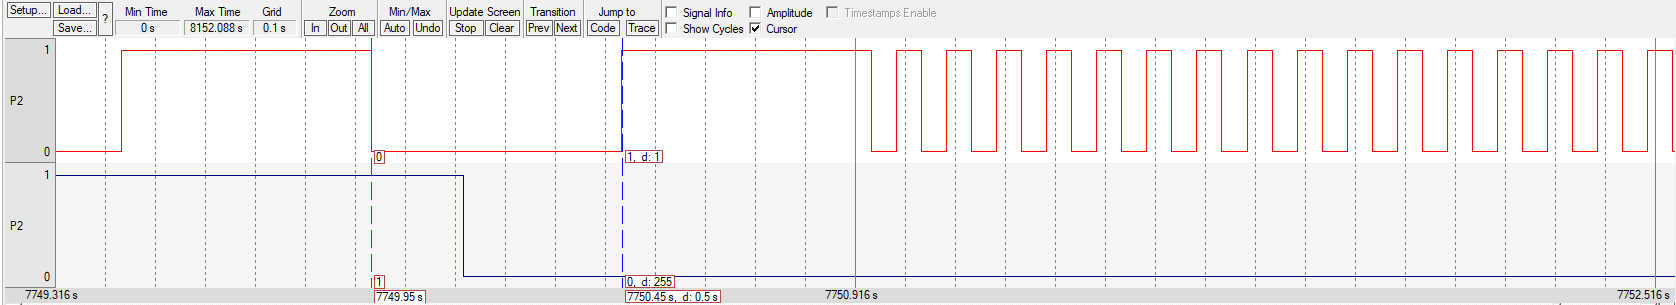 Setup... Load... ? Min Time Max Time Grid Zoom Min/Max Update Screen Transition Jump to Signal Info Amplitude Timestamps Enable
Save... 0 s 8152.088 s 0.1 s In Out All Auto Undo Stop Clear Prev Next Code Trace Show Cycles Cursor
1
P2
0
0
1, d: 1
1
P2
0
1
0, d: 255
7749.316 s 7749.95 s 7750.45 s, d: 0.5 s 7750.916 s 7752.516 s